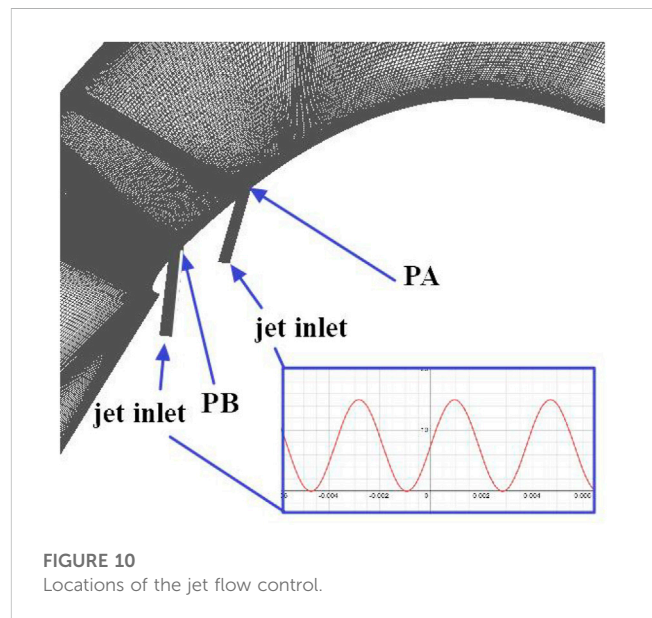 PA
jet inlet
jet inlet
PB
-0.004
-0.002
0
0.002
0.004
FIGURE 10
Locations of the jet flow control.